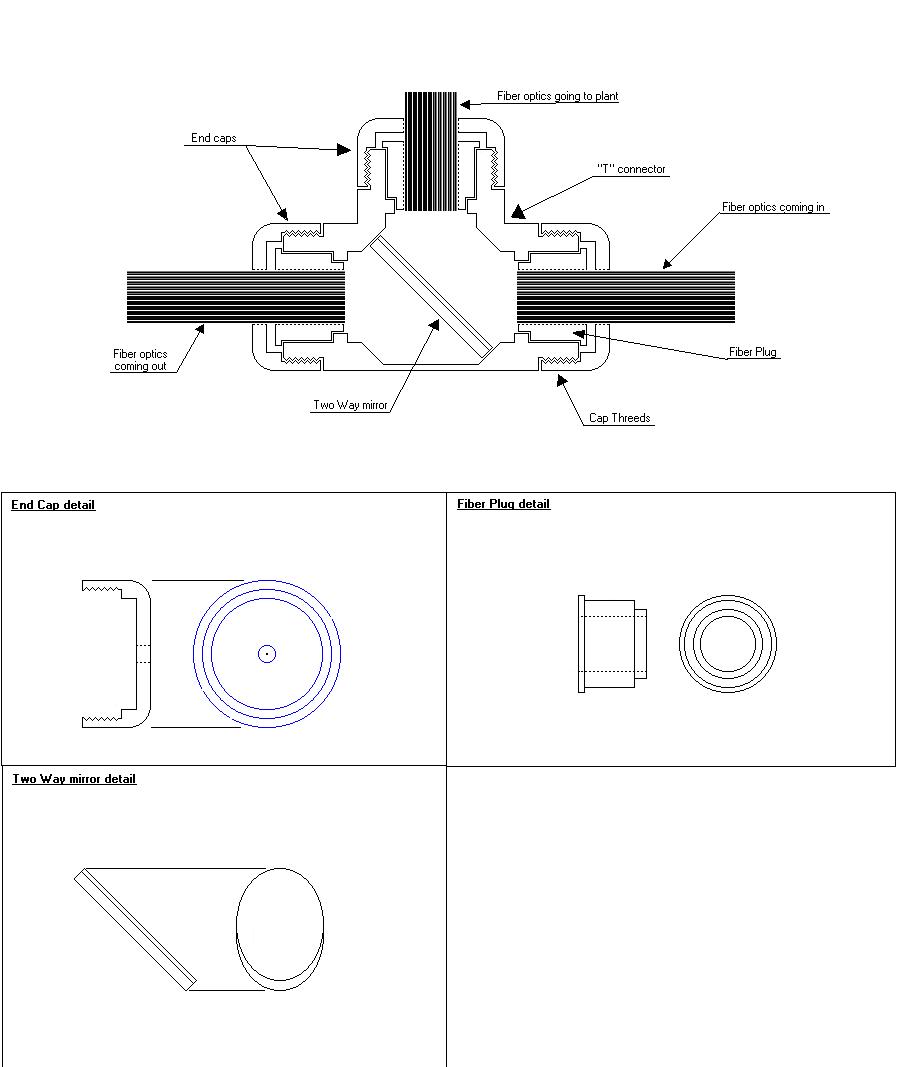 Fiber optics going to plant
End caps
"T" connector
Fiber optics coming in
Fiber optics
coming out
Fiber Plug
Two Way mirror
Cap Threeds
End Cap detail
Fiber Plug detail
Two Way mirror detail